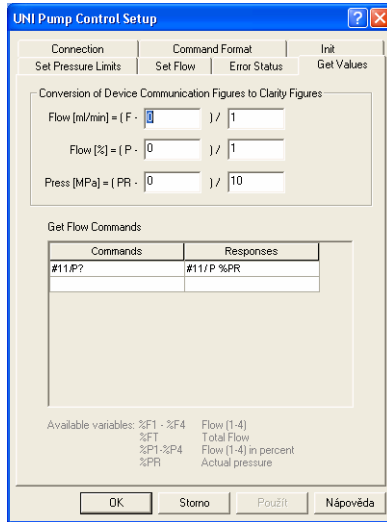 UNI Pump Control Setup
Connection Command Format Init
Set Pressure Limits Set Flow Error Status Get Values
Conversion of Device Communication Figures to Clarity Figures
Flow [ml/min] = ( F - 0 ) / 1
Flow [%] = ( P - 0 ) / 1
Press [MPa] = ( PR - 0 ) / 10
Get Flow Commands
Commands Responses
#11/P? #11/P %PR
Available variables: %F1 - %F4 Flow (1-4)
%FT Total Flow
%P1-%P4 Flow (1-4) in percent
%PR Actual pressure
OK Storno Použít Nápověda